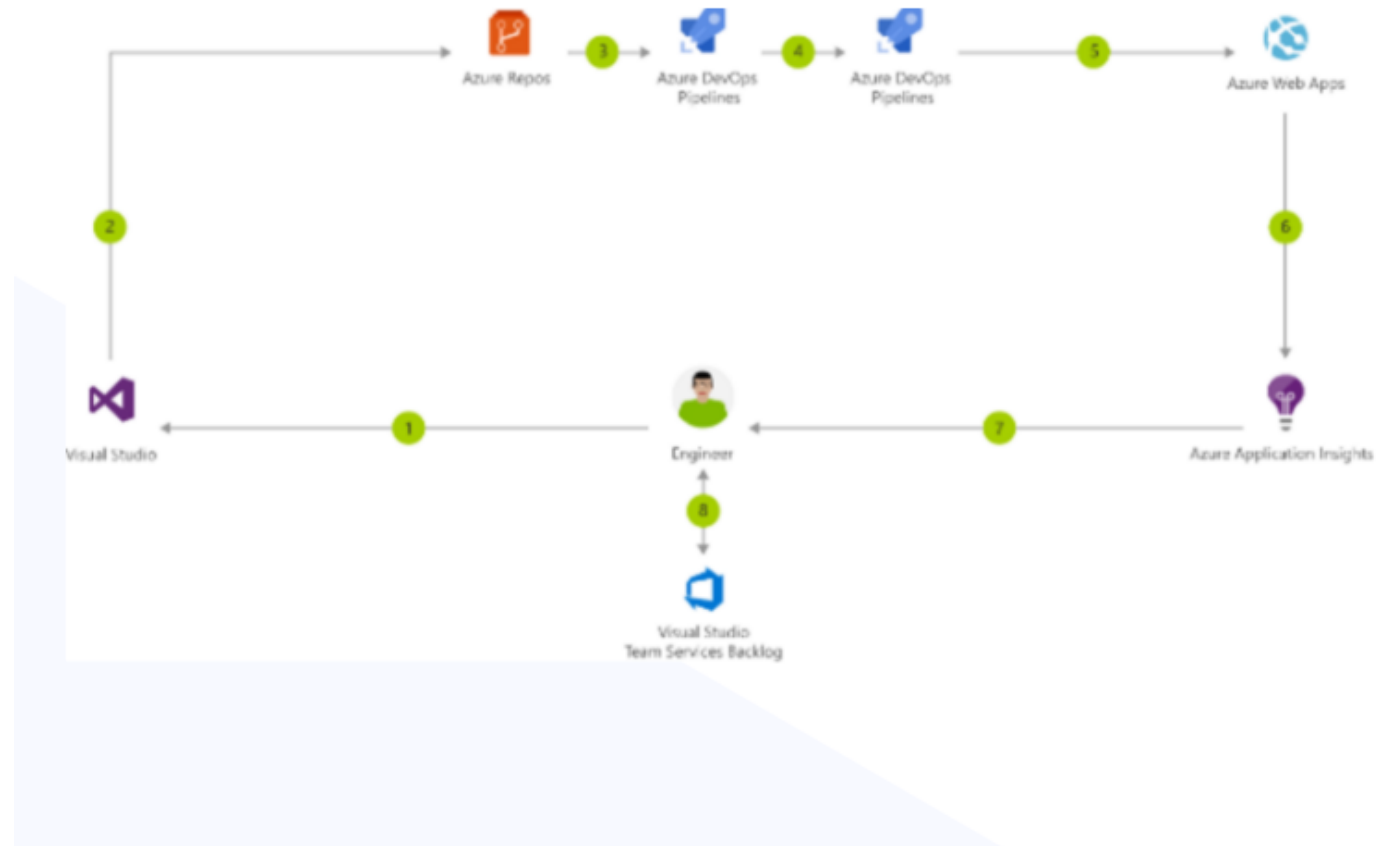 Azure Repos
3
Azure DevOps
Pipelines
4
Azure DevOps
Pipelines
5
Azure Web Apps
2
6
Visual Studio
1
Engineer
7
Azure Application Insights
8
Visual Studio
Team Services Backlog